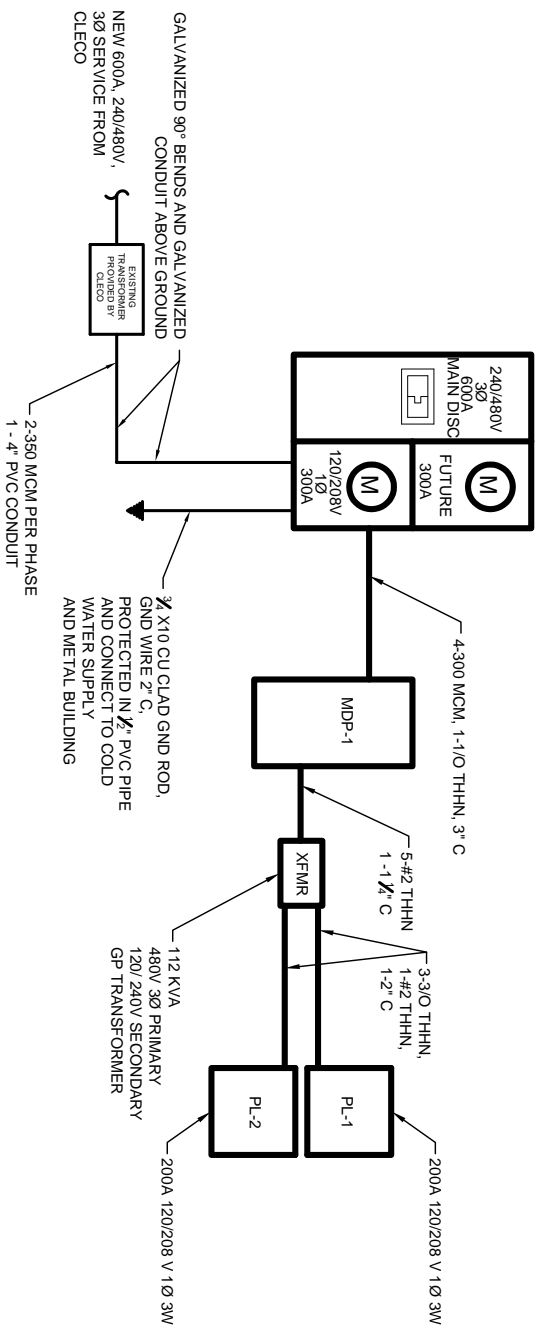 NEW 600A, 240/480V,
3Ø SERVICE FROM
CLECO
GALVANIZED 90° BENDS AND GALVANIZED
CONDUIT ABOVE GROUND
EXISTING
TRANSFORMER
PROVIDED BY
CLECO
2-350 MCM PER PHASE
1 - 4" PVC CONDUIT
240/480V
3Ø
600A
MAIN DISC
M
FUTURE
300A
M
120/208V
1Ø
300A
¾ X10 CU CLAD GND ROD,
GND WIRE 2" C,
PROTECTED IN ½" PVC PIPE
AND CONNECT TO COLD
WATER SUPPLY
AND METAL BUILDING
4-300 MCM, 1-1/O THHN, 3" C
MDP-1
5-#2 THHN
1 -1 ¼" C
XFMR
112 KVA
480V 3Ø PRIMARY
120/ 240V SECONDARY
GP TRANSFORMER
3-3/O THHN,
1-#2 THHN,
1-2" C
PL-1
200A 120/208 V 1Ø 3W
PL-2
200A 120/208 V 1Ø 3W